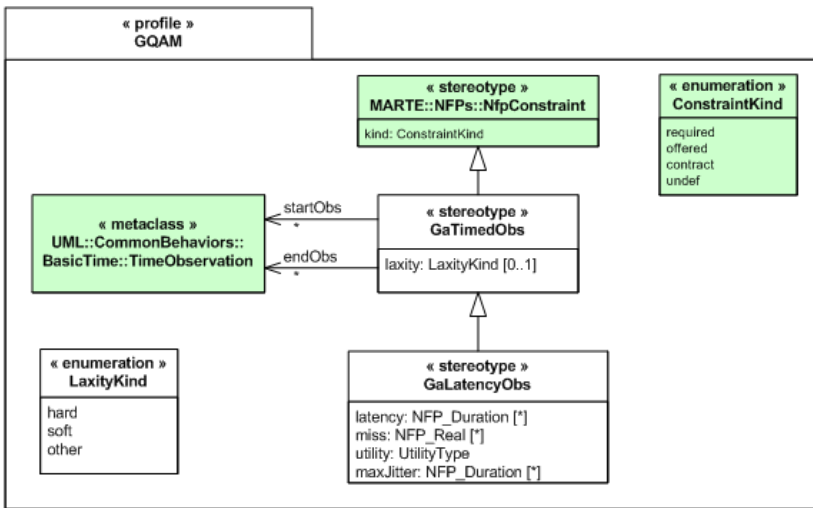 « profile »
GQAM
« stereotype »
MARTE::NFPs::NfpConstraint
kind: ConstraintKind
« enumeration »
ConstraintKind
required
offered
contract
undef
« metaclass »
UML::CommonBehaviors::
BasicTime::TimeObservation
startObs
*
endObs
*
« stereotype »
GaTimedObs
laxity: LaxityKind [0..1]
« enumeration »
LaxityKind
hard
soft
other
« stereotype »
GaLatencyObs
latency: NFP_Duration [*]
miss: NFP_Real [*]
utility: UtilityType
maxJitter: NFP_Duration [*]